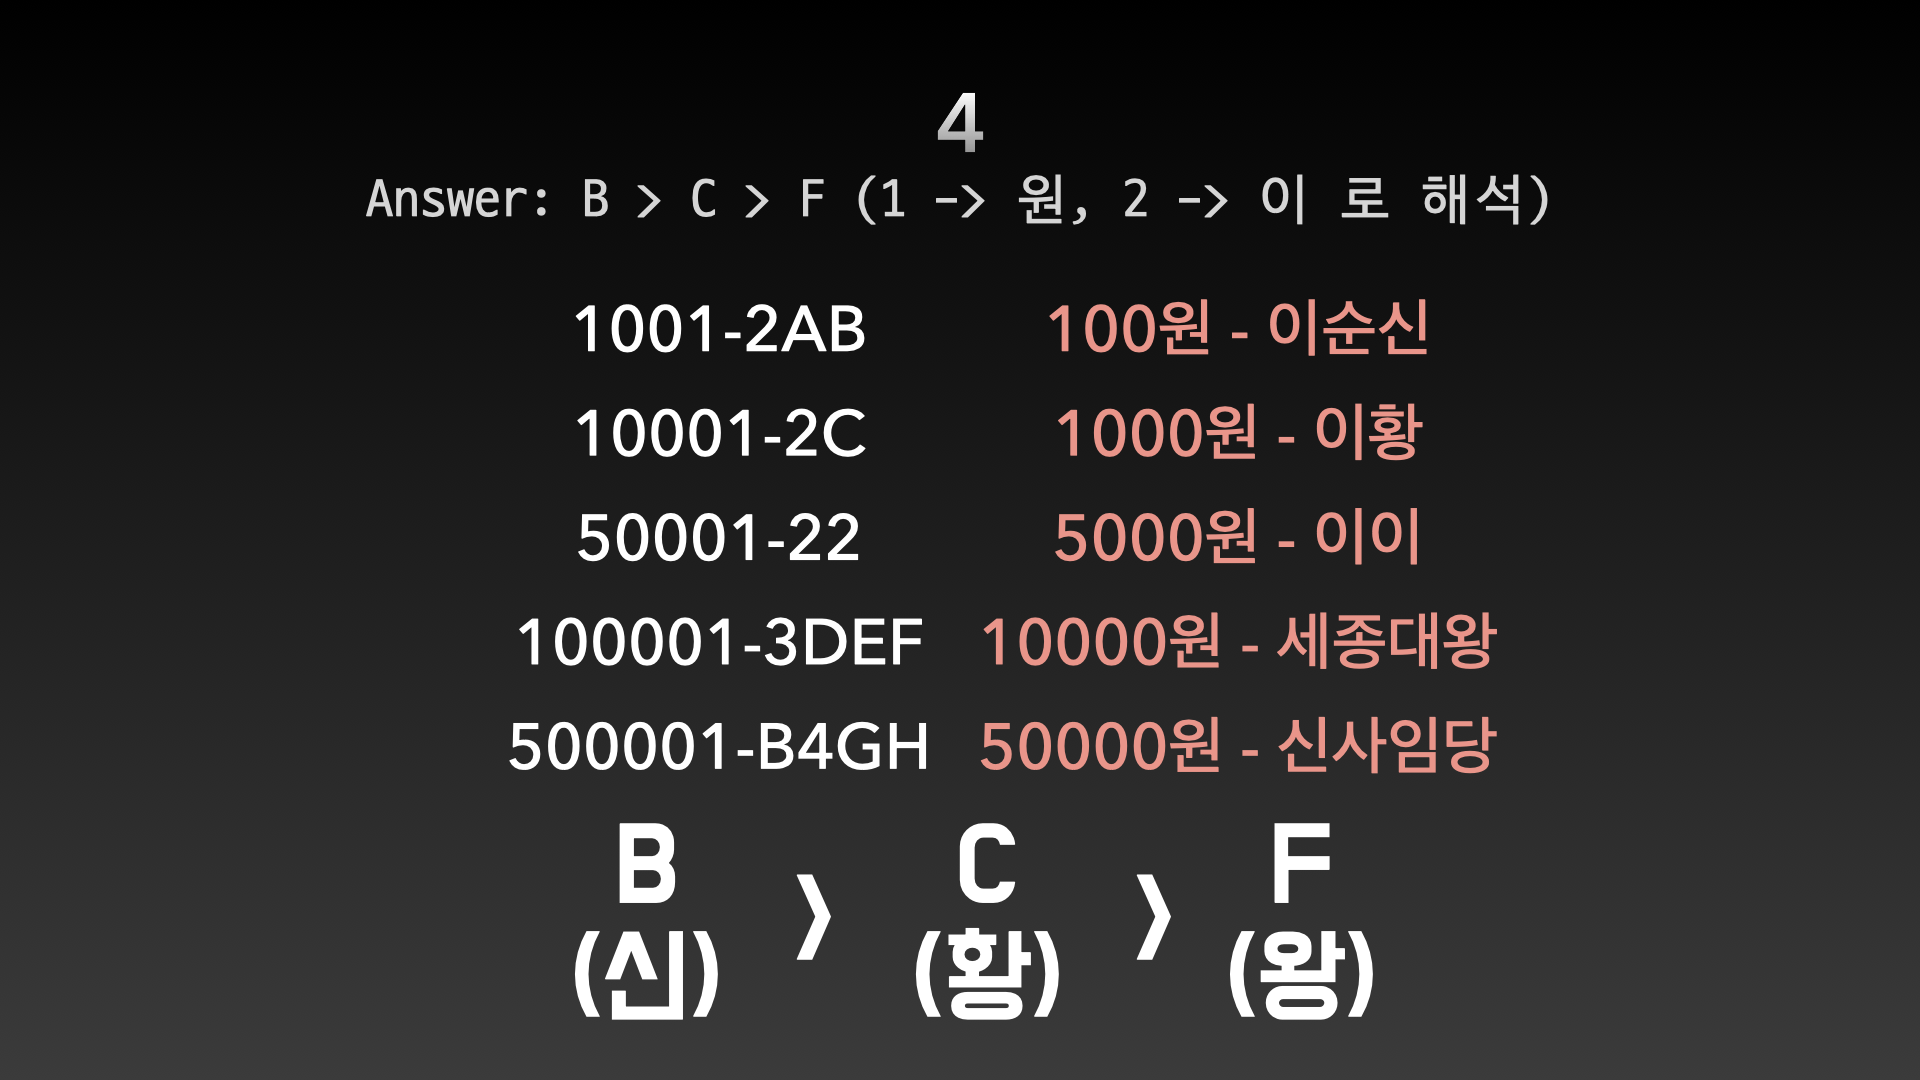 4
Answer: B > C > F (1 -> 원, 2 -> 이 로 해석)
1001-2AB 100원 - 이순신
10001-2C 1000원 - 이황
50001-22 5000원 - 이이
100001-3DEF 10000원 - 세종대왕
500001-B4GH 50000원 - 신사임당
B > C > F
(신) (황) (왕)